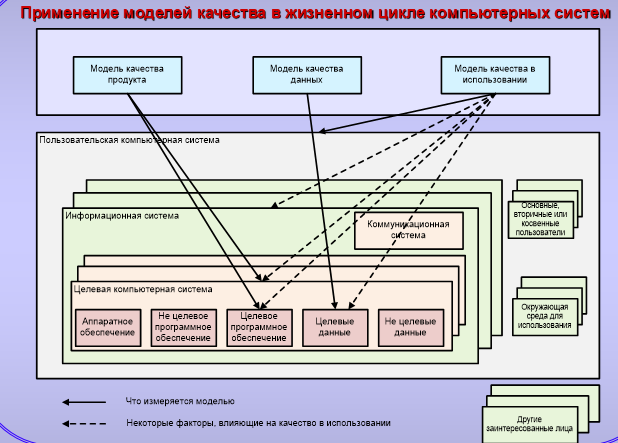 Применение моделей качества в жизненном цикле компьютерных систем
Модель качества
продукта
Модель качества
данных
Модель качества в
использовании
Пользовательская компьютерная система
Информационная система
Коммуникационная
система
Целевая компьютерная система
Аппаратное
обеспечение
Не целевое
программное
обеспечение
Целевое
программное
обеспечение
Целевые
данные
Не целевые
данные
Основные,
вторичные или
косвенные
пользователи
Окружающая
среда для
использования
Что измеряется моделью
Некоторые факторы, влияющие на качество в использовании
Другие
заинтересованные лица